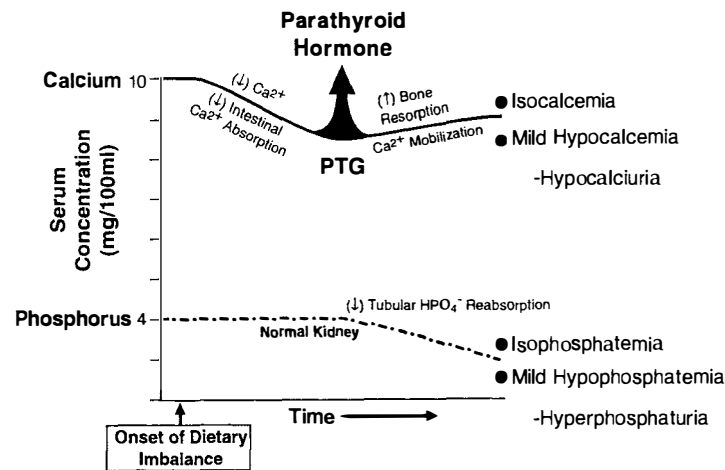 Parathyroid
Hormone
Calcium 10
(↓) Ca²⁺
(↓) Intestinal
Ca²⁺ Absorption
(↑) Bone
Resorption
Ca²⁺ Mobilization
PTG
● Isocalcemia
● Mild Hypocalcemia
-Hypocalciuria
Serum
Concentration
(mg/100ml)
Phosphorus 4
(↓) Tubular HPO₄⁻ Reabsorption
Normal Kidney
● Isophosphatemia
● Mild Hypophosphatemia
-Hyperphosphaturia
Time
Onset of Dietary
Imbalance